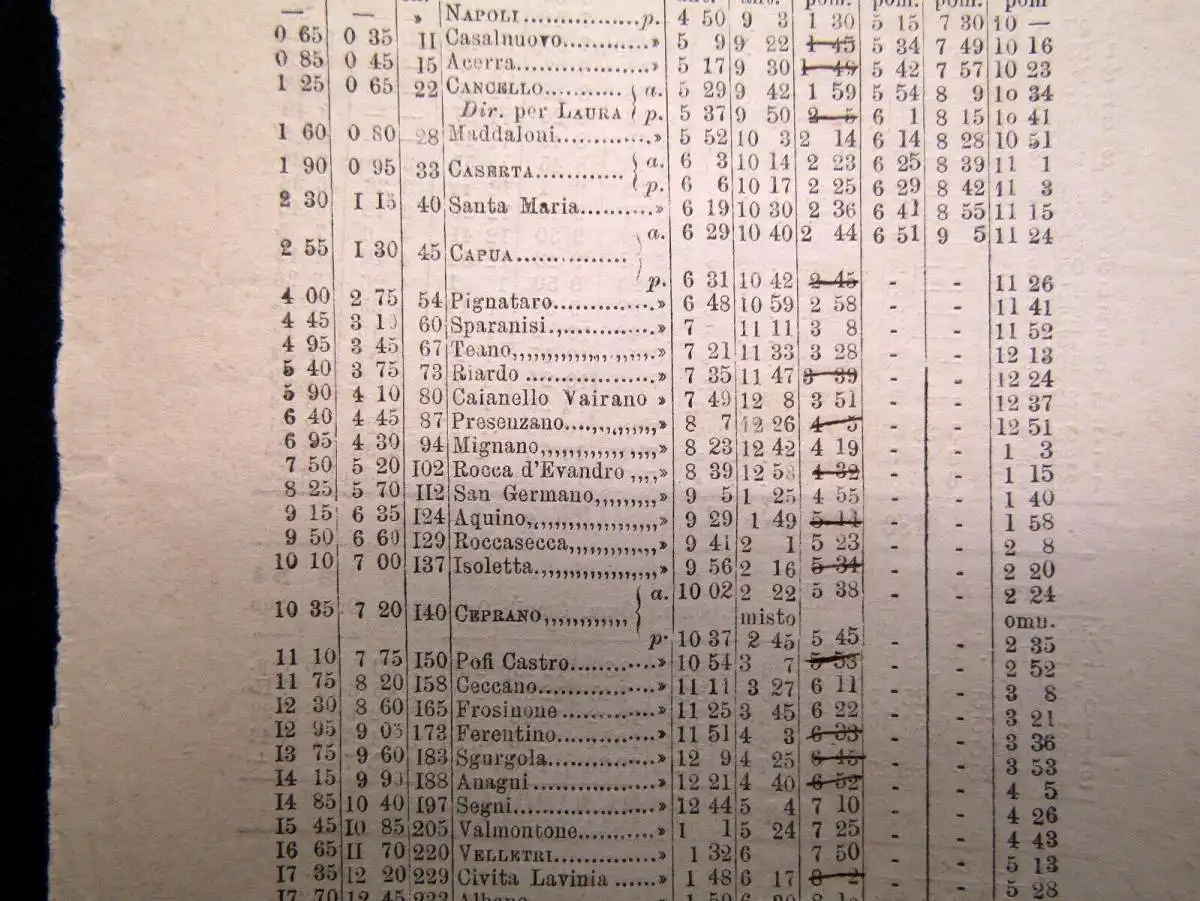 — — » NAPOLI................p. 4 50 9 3 1 30 5 15 7 30 10 —
0 65 0 35 11 Casalnuovo............» 5 9 9 22 1 45 5 34 7 49 10 16
0 85 0 45 15 Acerra.................» 5 17 9 30 1 49 5 42 7 57 10 23
1 25 0 65 22 CANCELLO........ a. 5 29 9 42 1 59 5 54 8 9 10 34
Dir. per LAURA p. 5 37 9 50 2 5 6 1 8 15 10 41
1 60 0 80 28 Maddaloni.............» 5 52 10 3 2 14 6 14 8 28 10 51
a. 6 3 10 14 2 23 6 25 8 39 11 1
1 90 0 95 33 CASERTA............
p. 6 6 10 17 2 25 6 29 8 42 11 3
2 30 1 15 40 Santa Maria..........» 6 19 10 30 2 36 6 41 8 55 11 15
a. 6 29 10 40 2 44 6 51 9 5 11 24
2 55 1 30 45 CAPUA...............
p. 6 31 10 42 2 45 - - 11 26
4 00 2 75 54 Pignataro..............» 6 48 10 59 2 58 - - 11 41
4 45 3 10 60 Sparanisi.,.............» 7 11 11 3 8 - - 11 52
4 95 3 45 67 Teano,,,,,,,,,,,,,,.,,,,,,,.» 7 21 11 33 3 28 - - 12 13
5 40 3 75 73 Riardo ..................» 7 35 11 47 3 39 - - 12 24
5 90 4 10 80 Caianello Vairano » 7 49 12 8 3 51 - - 12 37
6 40 4 45 87 Presenzano....,,.,,,,,,,,» 8 7 12 26 4 5 - - 12 51
6 95 4 30 94 Mignano,,,,,,,,,,,,,,,,,,» 8 23 12 42 4 19 - - 1 3
7 50 5 20 102 Rocca d'Evandro ,,,,» 8 39 12 58 4 32 - - 1 15
8 25 5 70 112 San Germano,,,,,,,,,,» 9 5 1 25 4 55 - - 1 40
9 15 6 35 124 Aquino,,,,,,,,,,,,,,,,,,,,» 9 29 1 49 5 14 - - 1 58
9 50 6 60 129 Roccasecca,,,,,,,,,,,,,» 9 41 2 1 5 23 - - 2 8
10 10 7 00 137 Isoletta.,,,,,,,,,,,,,,,,,,,» 9 56 2 16 5 34 - - 2 20
a. 10 02 2 22 5 38 - - 2 24
10 35 7 20 140 CEPRANO,,,,,,,,,,,, misto omn.
p. 10 37 2 45 5 45 - - 2 35
11 10 7 75 150 Pofi Castro............» 10 54 3 7 5 53 - - 2 52
11 75 8 20 158 Ceccano................» 11 11 3 27 6 11 - - 3 8
12 30 8 60 165 Frosinone .............» 11 25 3 45 6 22 - - 3 21
12 95 9 05 173 Ferentino..............» 11 51 4 3 6 33 - - 3 36
13 75 9 60 183 Sgurgola...............» 12 9 4 25 6 45 - - 3 53
14 15 9 90 188 Anagni.................» 12 21 4 40 6 52 - - 4 5
14 85 10 40 197 Segni...................» 12 44 5 4 7 10 - - 4 26
15 45 10 85 205 Valmontone...........» 1 1 5 24 7 25 - - 4 43
16 65 11 70 220 VELLETRI..............» 1 32 6 7 50 - - 5 13
17 35 12 20 229 Civita Lavinia ......» 1 48 6 17 8 2 - - 5 28
17 70 12 45